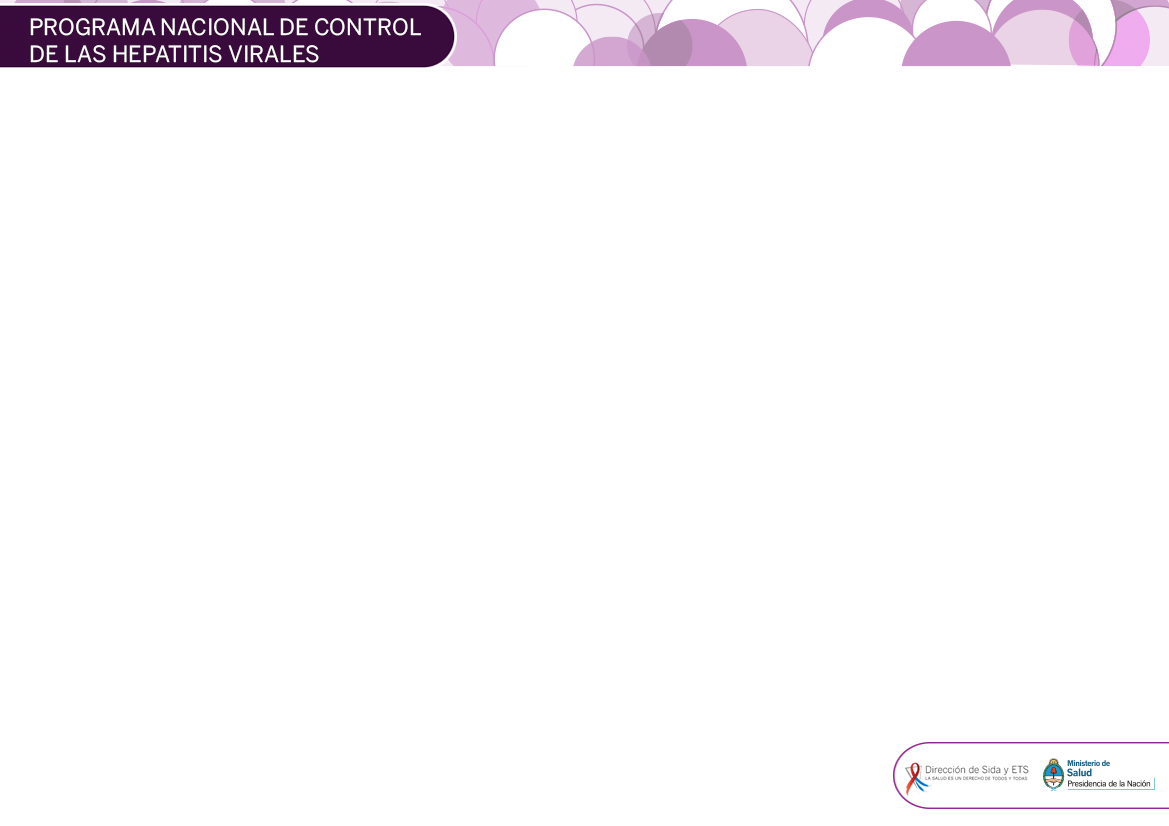 PROGRAMA NACIONAL DE CONTROL
DE LAS HEPATITIS VIRALES
Dirección de Sida y ETS
LA SALUD ES UN DERECHO DE TODOS Y TODAS
Ministerio de
Salud
Presidencia de la Nación